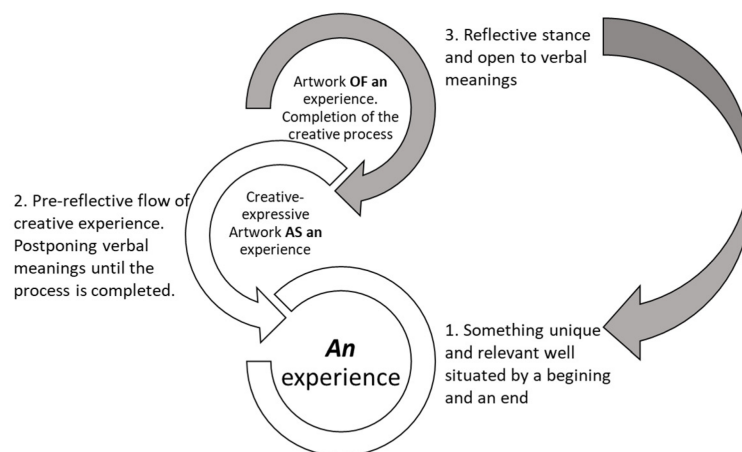 3. Reflective stance
and open to verbal
meanings
Artwork OF an
experience.
Completion of the
creative process
2. Pre-reflective flow of
creative experience.
Postponing verbal
meanings until the
process is completed.
Creative-
expressive
Artwork AS an
experience
An
experience
1. Something unique
and relevant well
situated by a begining
and an end